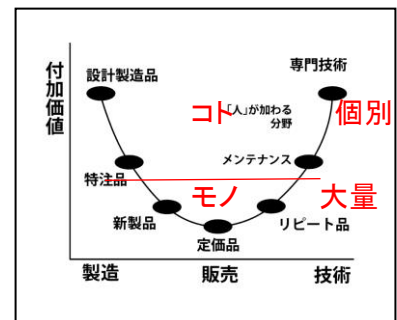 付加価値
設計製造品
専門技術
コト
「人」が加わる
分野
個別
メンテナンス
特注品
モノ
大量
新製品
リピート品
定価品
製造
販売
技術